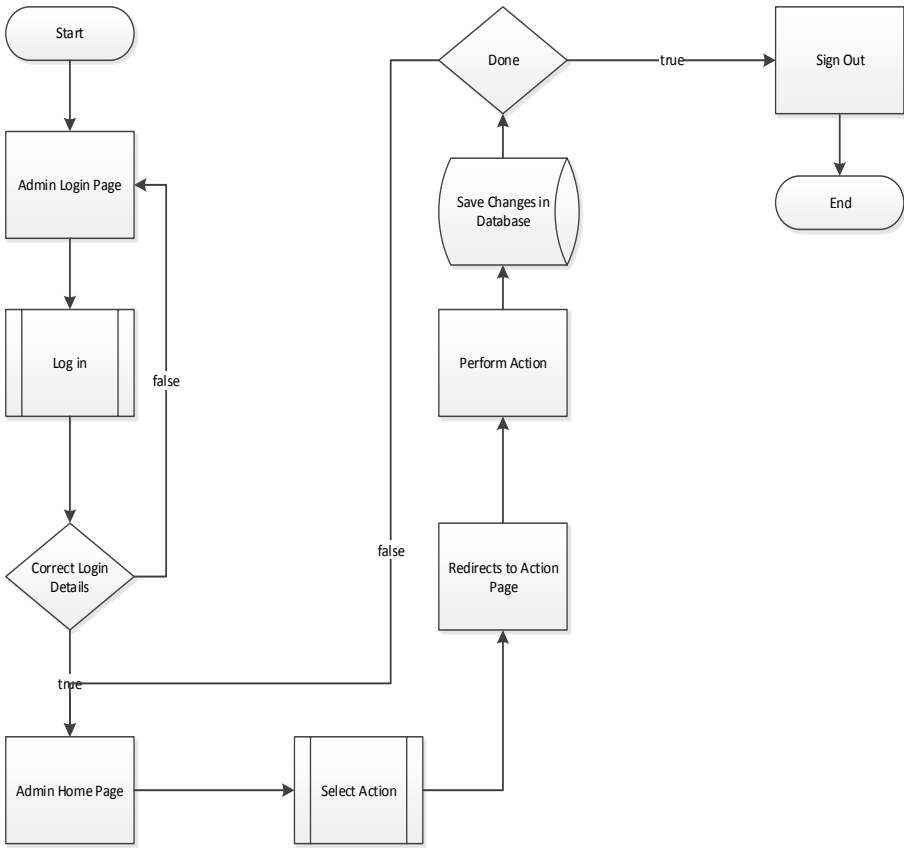 Start
Admin Login Page
Log in
false
Correct Login
Details
true
Admin Home Page
Select Action
Redirects to Action
Page
Perform Action
Save Changes in
Database
Done
false
true
Sign Out
End